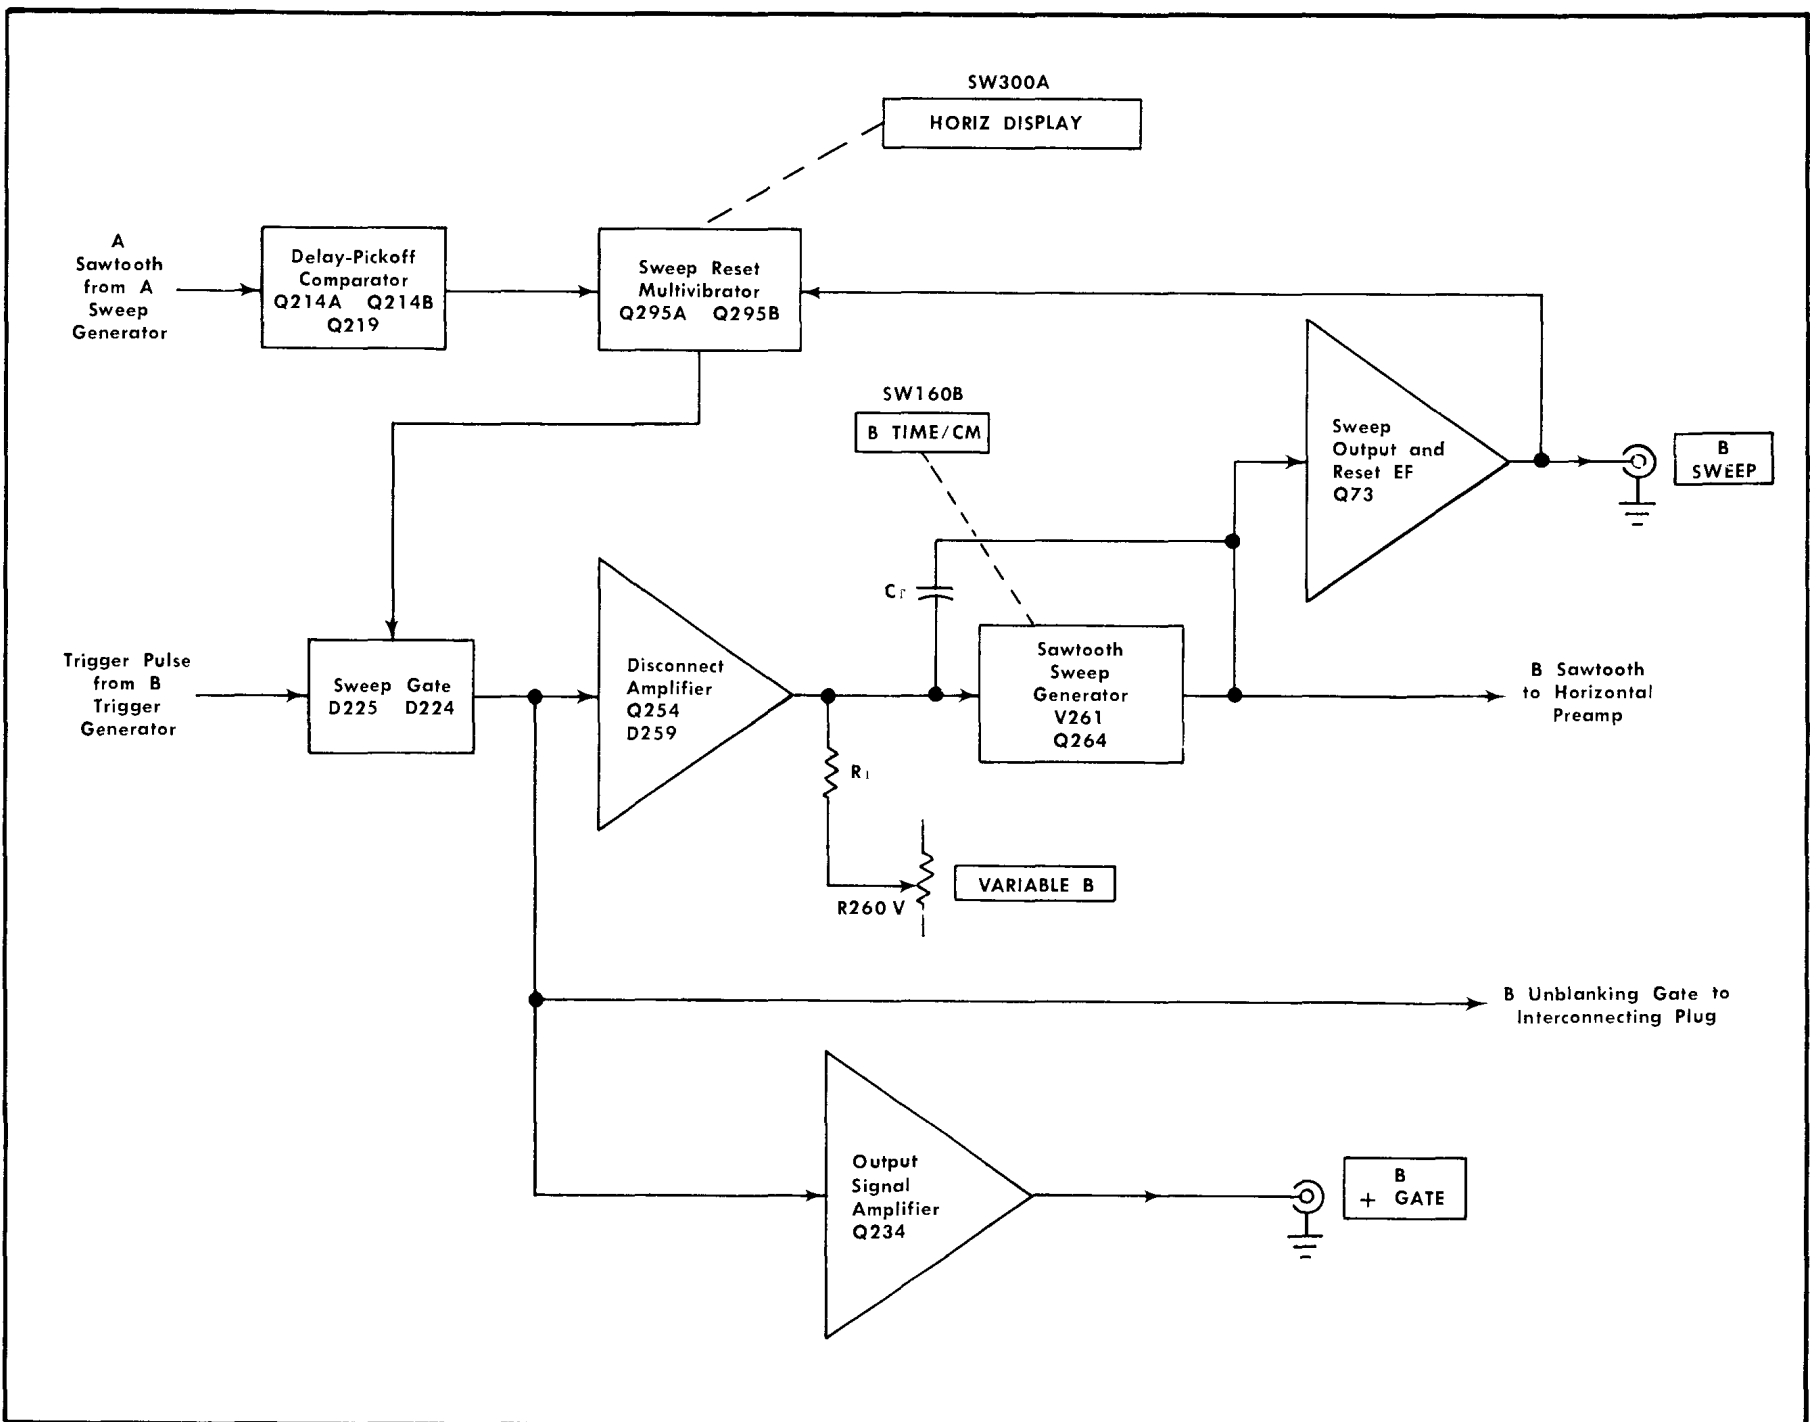 SW300A
HORIZ DISPLAY
A
Sawtooth
from A
Sweep
Generator
Delay-Pickoff
Comparator
Q214A Q214B
Q219
Sweep Reset
Multivibrator
Q295A Q295B
SW160B
B TIME/CM
Sweep
Output and
Reset EF
Q73
B
SWEEP
Cr
Trigger Pulse
from B
Trigger
Generator
Sweep Gate
D225 D224
Disconnect
Amplifier
Q254
D259
Sawtooth
Sweep
Generator
V261
Q264
B Sawtooth
to Horizontal
Preamp
R1
R260 V
VARIABLE B
B Unblanking Gate to
Interconnecting Plug
Output
Signal
Amplifier
Q234
B
+ GATE